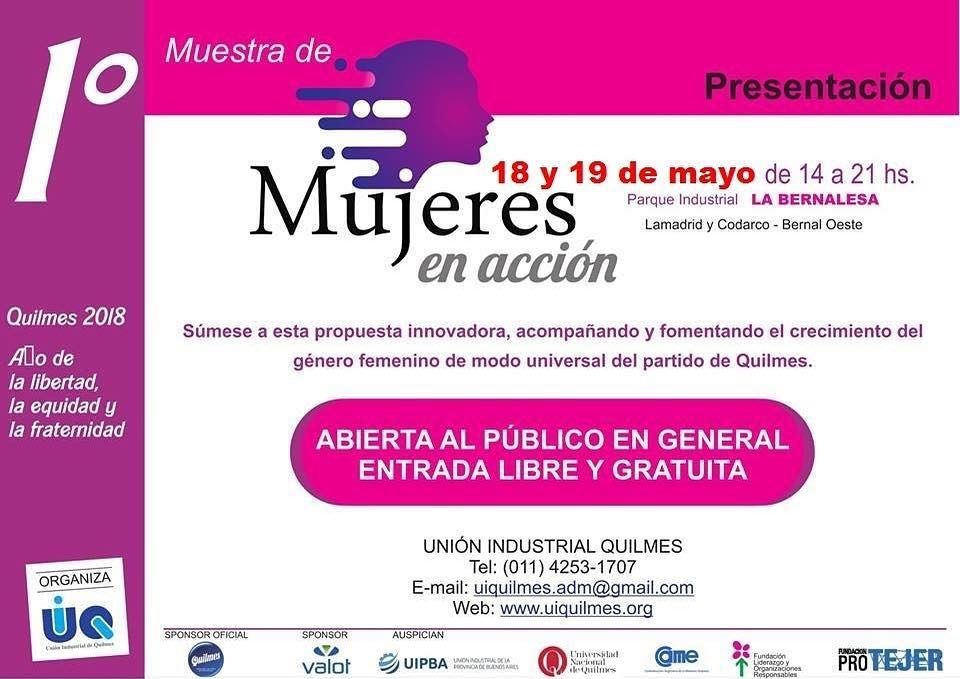 1º
Muestra de
Mujeres
en acción
Presentación
18 y 19 de mayo de 14 a 21 hs.
Parque Industrial LA BERNALESA
Lamadrid y Codarco - Bernal Oeste
Quilmes 2018
A□o de
la libertad,
la equidad y
la fraternidad
Súmese a esta propuesta innovadora, acompañando y fomentando el crecimiento del
género femenino de modo universal del partido de Quilmes.
ABIERTA AL PÚBLICO EN GENERAL
ENTRADA LIBRE Y GRATUITA
UNIÓN INDUSTRIAL QUILMES
Tel: (011) 4253-1707
E-mail: uiquilmes.adm@gmail.com
Web: www.uiquilmes.org
ORGANIZA
UIQ
Unión Industrial de Quilmes
SPONSOR OFICIAL
Quilmes
SPONSOR
valot
AUSPICIAN
UIPBA
UNIÓN INDUSTRIAL DE LA
PROVINCIA DE BUENOS AIRES
Universidad
Nacional
de Quilmes
Came
Fundación
Liderazgo y
Organizaciones
Responsables
FUNDACION
PROTEJER